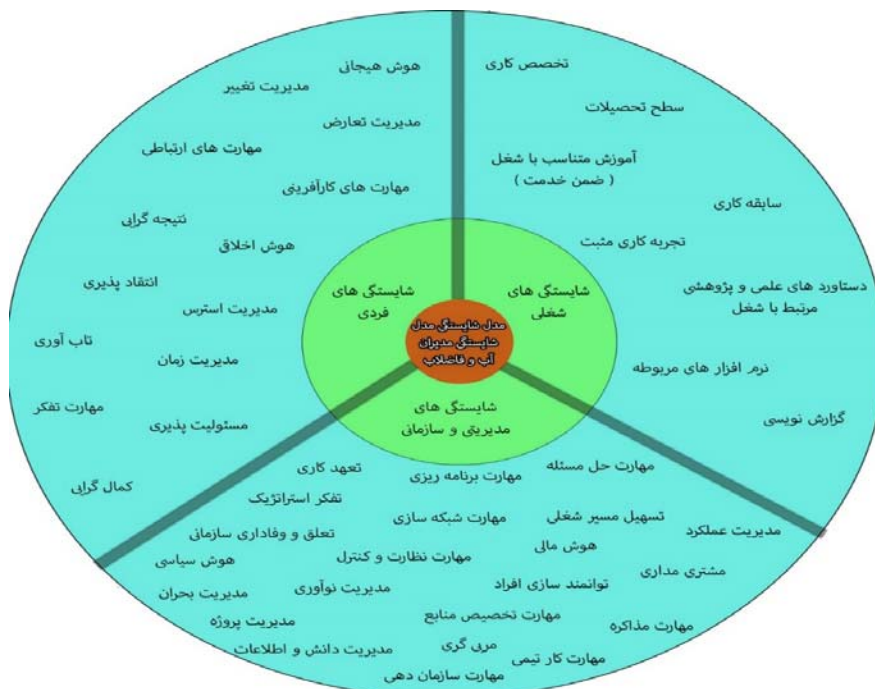 هوش هیجانی
تخصص کاری
مدیریت تغییر
سطح تحصیلات
مدیریت تعارض
مهارت های ارتباطی
آموزش متناسب با شغل
( ضمن خدمت )
مهارت های کارآفرینی
سابقه کاری
نتیجه گرایی
تجربه کاری مثبت
هوش اخلاقی
انتقاد پذیری
دستاورد های علمی و پژوهشی
مرتبط با شغل
شایستگی های
شغلی
شایستگی های
فردی
مدیریت استرس
تاب آوری
مدل شایستگی مدل
شایستگی مدیران
آب و فاضلاب
مدیریت زمان
نرم افزار های مربوطه
مهارت تفکر
مسئولیت پذیری
گزارش نویسی
شایستگی های
مدیریتی و سازمانی
کمال گرایی
تعهد کاری
مهارت برنامه ریزی
مهارت حل مسئله
تفکر استراتژیک
مهارت شبکه سازی
تسهیل مسیر شغلی
مدیریت عملکرد
تعلق و وفاداری سازمانی
هوش مالی
هوش سیاسی
مهارت نظارت و کنترل
مشتری مداری
توانمند سازی افراد
مدیریت نوآوری
مدیریت بحران
مهارت تخصیص منابع
مدیریت پروژه
مهارت مذاکره
مربی گری
مدیریت دانش و اطلاعات
مهارت کار تیمی
مهارت سازمان دهی